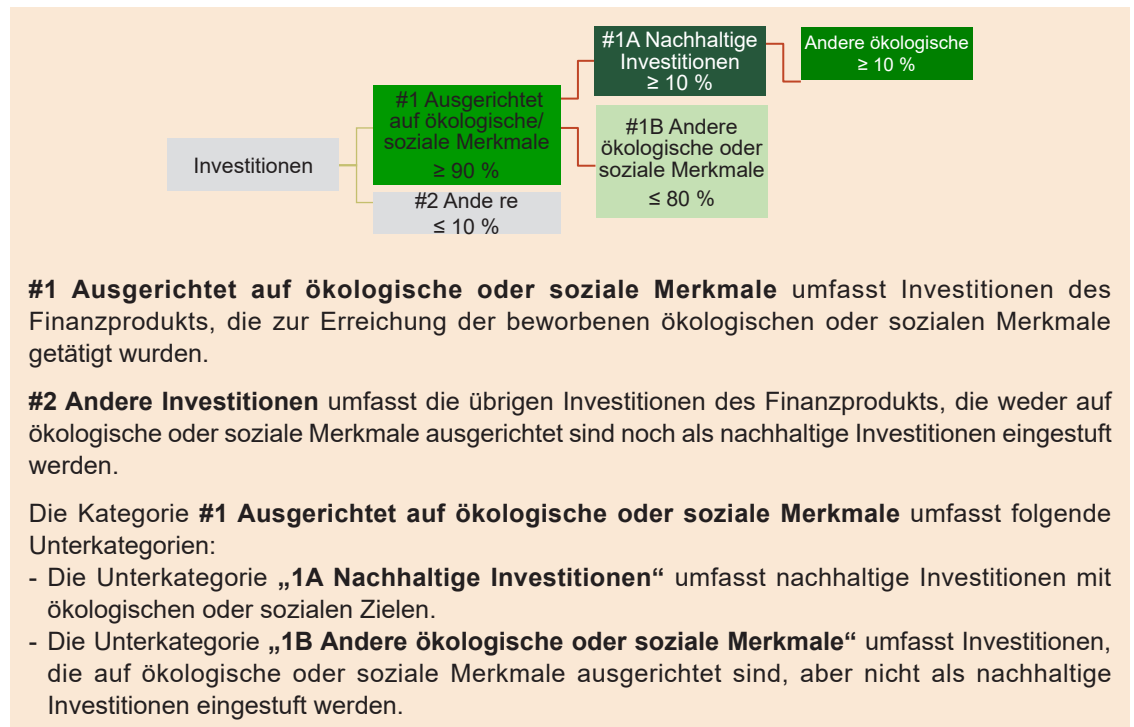 #1A Nachhaltige
Investitionen
≥ 10 %
Andere ökologische
≥ 10 %
#1 Ausgerichtet
auf ökologische/
soziale Merkmale
≥ 90 %
#1B Andere
ökologische oder
soziale Merkmale
≤ 80 %
Investitionen
#2 Ande re
≤ 10 %
#1 Ausgerichtet auf ökologische oder soziale Merkmale umfasst Investitionen des
Finanzprodukts, die zur Erreichung der beworbenen ökologischen oder sozialen Merkmale
getätigt wurden.
#2 Andere Investitionen umfasst die übrigen Investitionen des Finanzprodukts, die weder auf
ökologische oder soziale Merkmale ausgerichtet sind noch als nachhaltige Investitionen eingestuft
werden.
Die Kategorie #1 Ausgerichtet auf ökologische oder soziale Merkmale umfasst folgende
Unterkategorien:
- Die Unterkategorie „1A Nachhaltige Investitionen“ umfasst nachhaltige Investitionen mit
ökologischen oder sozialen Zielen.
- Die Unterkategorie „1B Andere ökologische oder soziale Merkmale“ umfasst Investitionen,
die auf ökologische oder soziale Merkmale ausgerichtet sind, aber nicht als nachhaltige
Investitionen eingestuft werden.